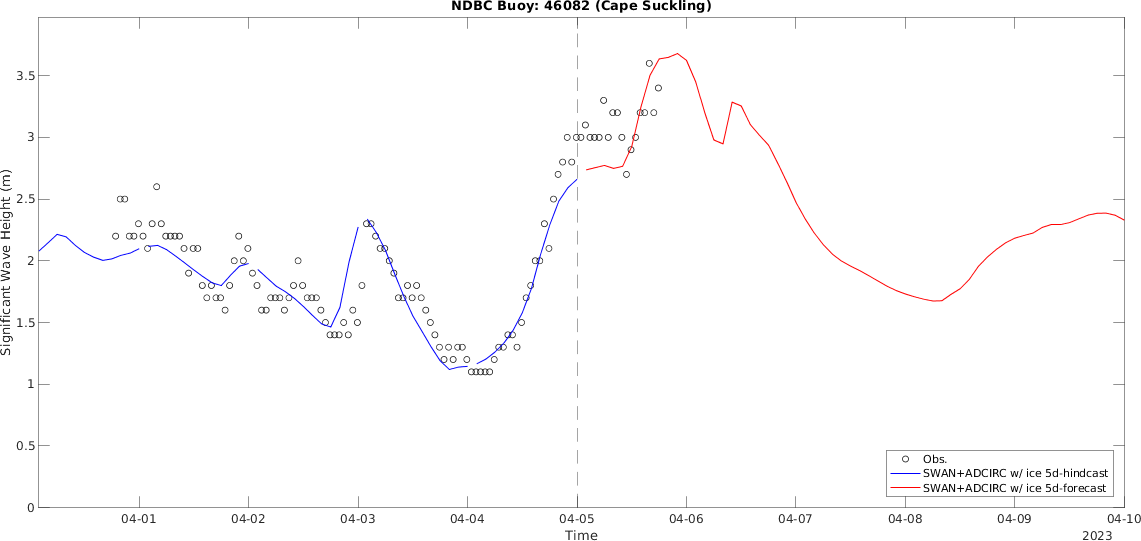 NDBC Buoy: 46082 (Cape Suckling)
Significant Wave Height (m)
3.5
3
2.5
2
1.5
1
0.5
0
Obs.
SWAN+ADCIRC w/ ice 5d-hindcast
SWAN+ADCIRC w/ ice 5d-forecast
04-01 04-02 04-03 04-04 04-05 04-06 04-07 04-08 04-09 04-10
Time
2023